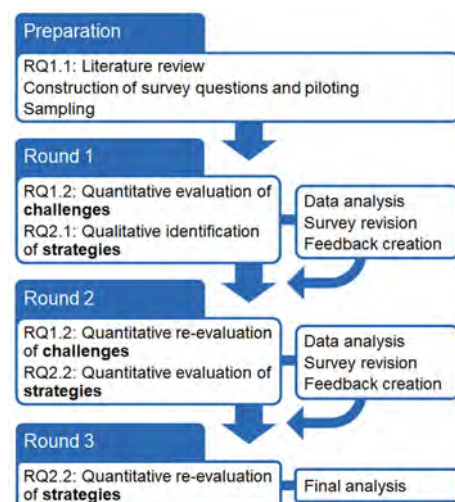 Preparation
RQ1.1: Literature review
Construction of survey questions and piloting
Sampling
Round 1
RQ1.2: Quantitative evaluation of
challenges
RQ2.1: Qualitative identification
of strategies
Data analysis
Survey revision
Feedback creation
Round 2
RQ1.2: Quantitative re-evaluation
of challenges
RQ2.2: Quantitative evaluation of
strategies
Data analysis
Survey revision
Feedback creation
Round 3
RQ2.2: Quantitative re-evaluation
of strategies
Final analysis